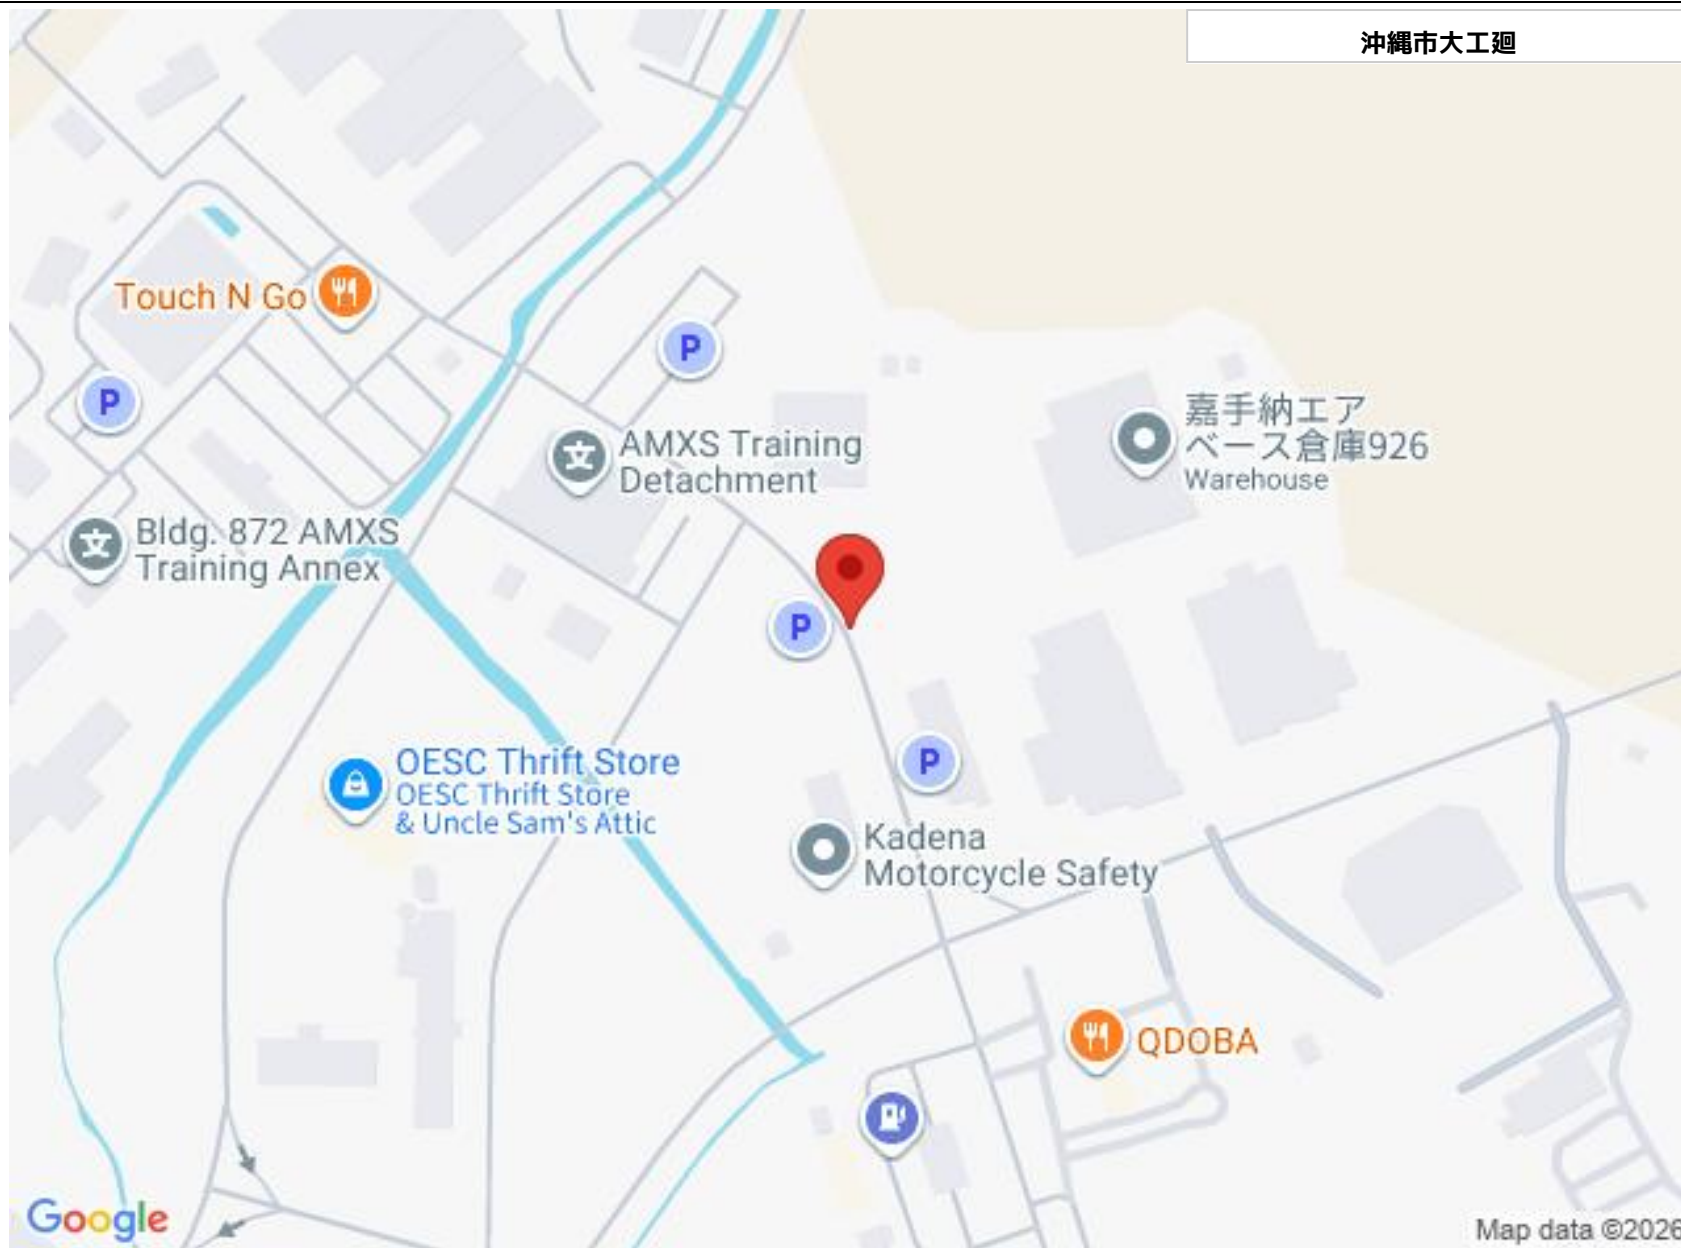 沖縄市大工廻
Touch N Go
P
P
嘉手納エア
ベース倉庫926
Warehouse
AMXS Training
Detachment
Bldg. 872 AMXS
Training Annex
P
OESC Thrift Store
OESC Thrift Store
& Uncle Sam's Attic
P
Kadena
Motorcycle Safety
QDOBA
Google
Map data ©2026